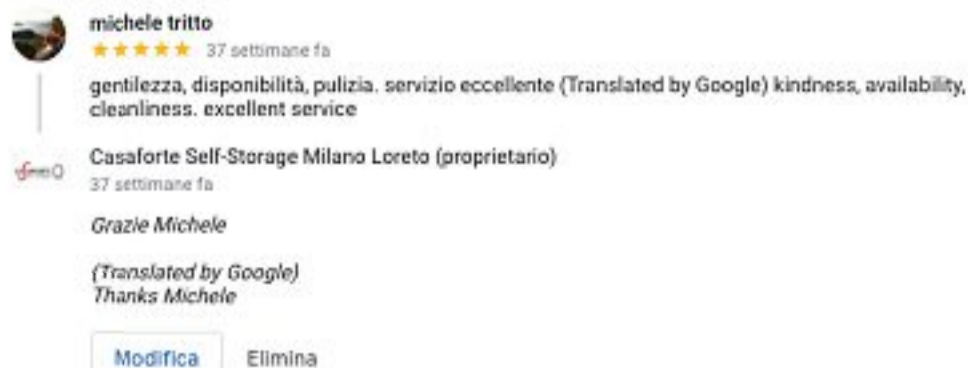 michele tritto
37 settimane fa
gentilezza, disponibilità, pulizia. servizio eccellente (Translated by Google) kindness, availability,
cleanliness. excellent service
Casaforte Self-Storage Milano Loreto (proprietario)
37 settimane fa
Grazie Michele
(Translated by Google)
Thanks Michele
Modifica Elimina